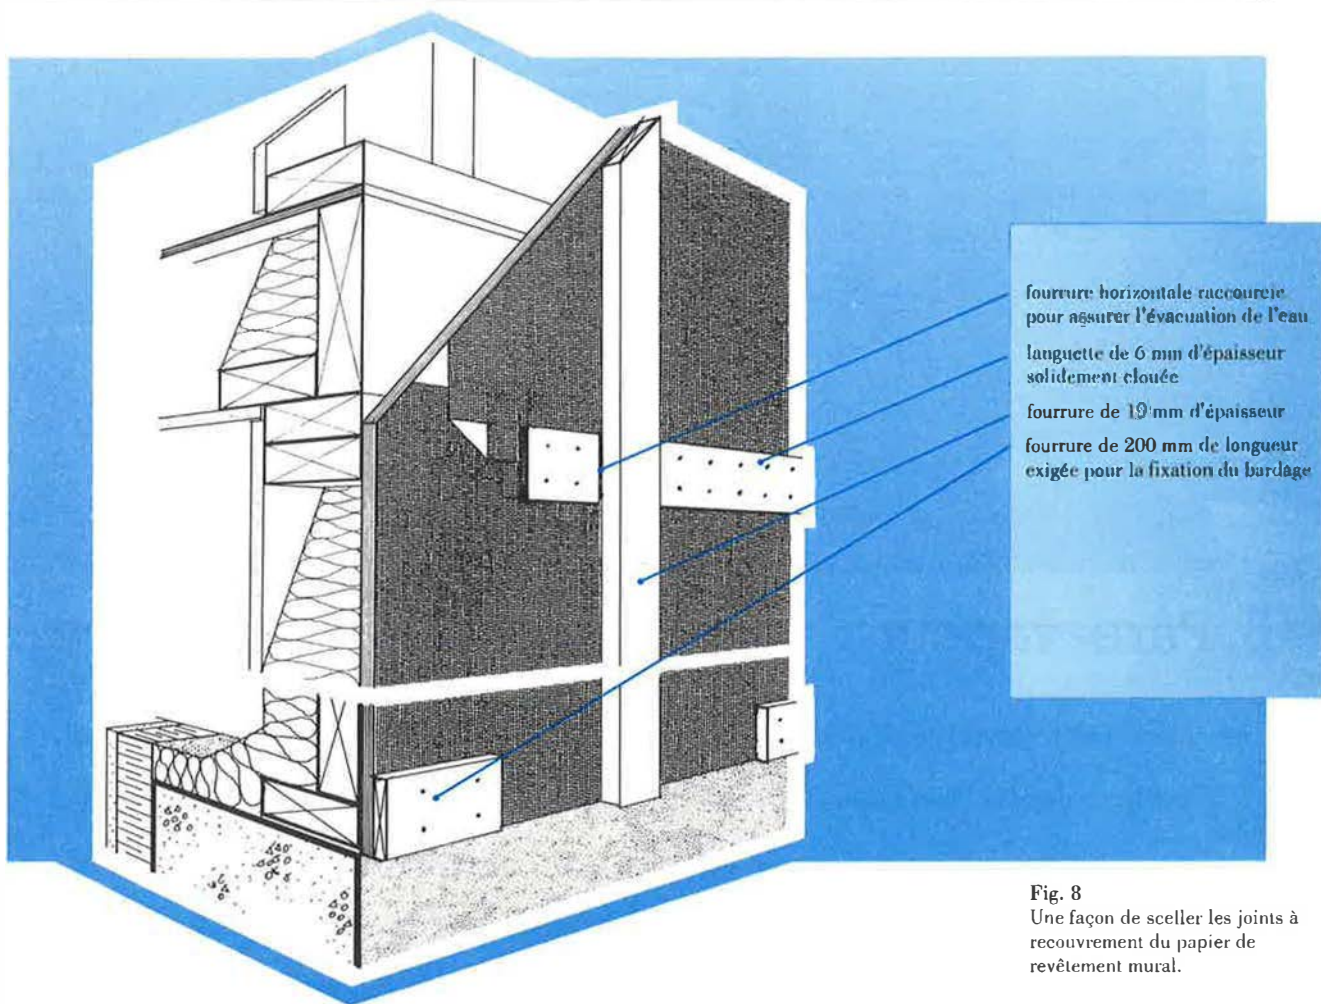 fourrure horizontale raccourcie
pour assurer l'évacuation de l'eau
languette de 6 mm d'épaisseur
solidement clouée
fourrure de 19 mm d'épaisseur
fourrure de 200 mm de longueur
exigée pour la fixation du bardage
Fig. 8
Une façon de sceller les joints à
recouvrement du papier de
revêtement mural.